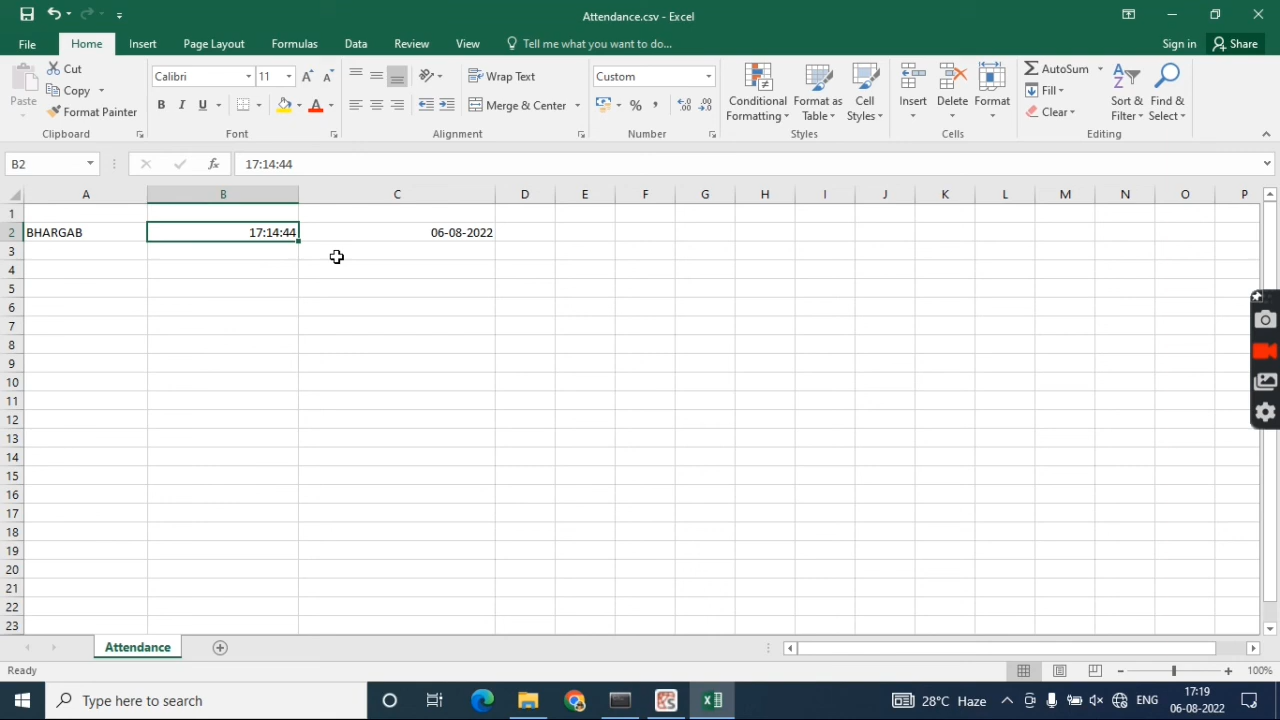 Attendance.csv - Excel
File Home Insert Page Layout Formulas Data Review View Tell me what you want to do... Sign in Share
Paste Cut Copy Format Painter Clipboard
Calibri 11 A A B I U A Font
Wrap Text Merge & Center Alignment
Custom % , Number
Conditional Formatting Format as Table Cell Styles Styles
Insert Delete Format Cells
AutoSum Fill Clear Sort & Filter Find & Select Editing
B2 fx 17:14:44
A B C D E F G H I J K L M N O P
1
2 BHARGAB 17:14:44 06-08-2022
3
4
5
6
7
8
9
10
11
12
13
14
15
16
17
18
19
20
21
22
23
Attendance
Ready 100%
Type here to search 28°C Haze ENG 17:19
06-08-2022